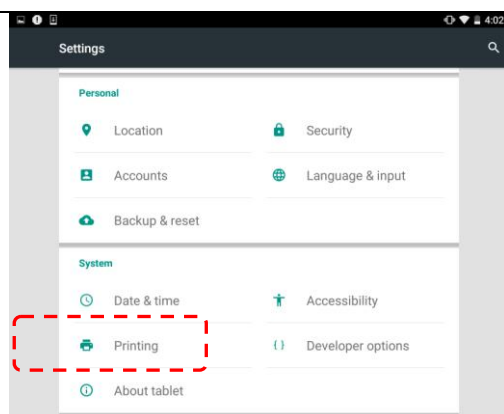 4:02
Settings
Personal
Location Security
Accounts Language & input
Backup & reset
System
Date & time Accessibility
Printing { } Developer options
About tablet